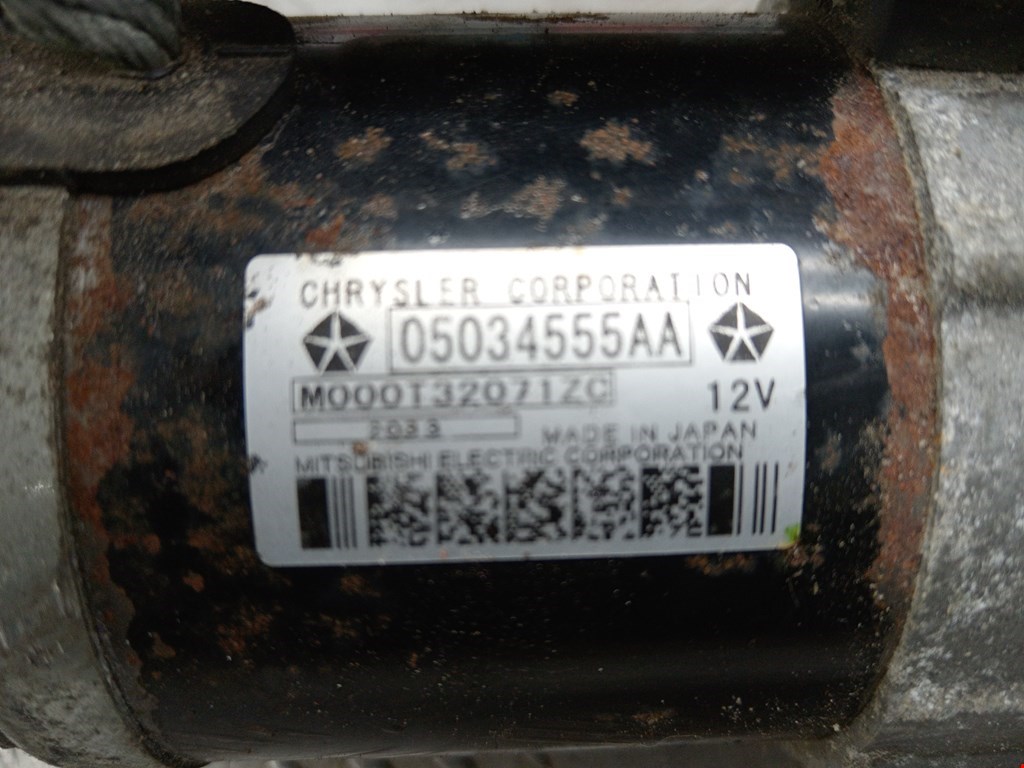 CHRYSLER CORPORATION
05034555AA
M000T32071ZC 12V
MADE IN JAPAN
MITSUBISHI ELECTRIC CORPORATION